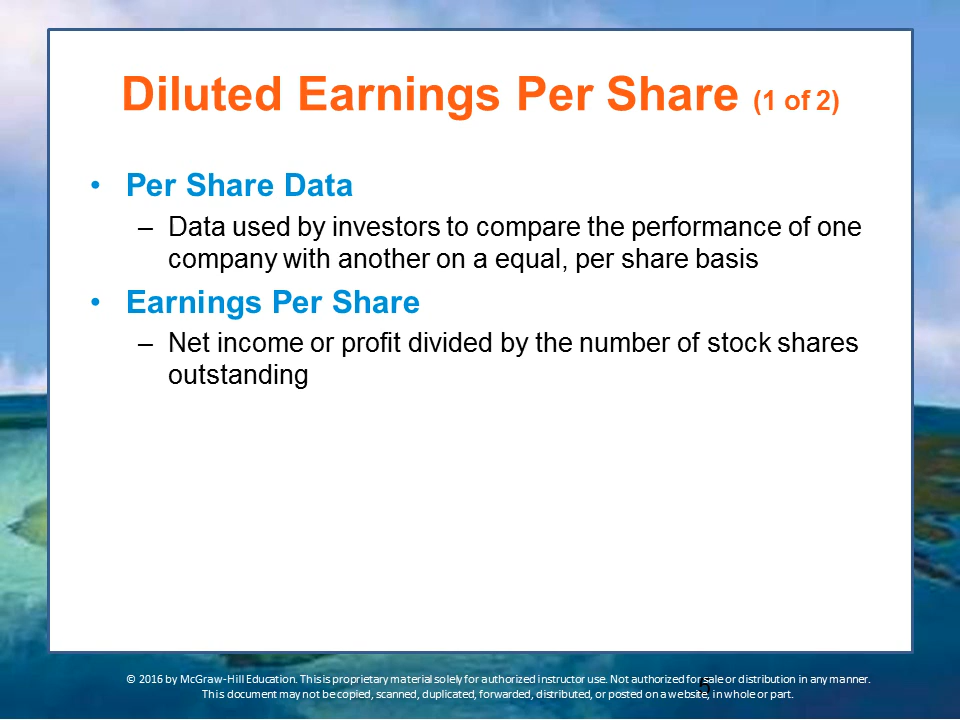 Diluted Earnings Per Share (1 of 2)
• Per Share Data
– Data used by investors to compare the performance of one
company with another on a equal, per share basis
• Earnings Per Share
– Net income or profit divided by the number of stock shares
outstanding
© 2016 by McGraw-Hill Education. This is proprietary material solely for authorized instructor use. Not authorized for sale or distribution in any manner.
This document may not be copied, scanned, duplicated, forwarded, distributed, or posted on a website, in whole or part.
5